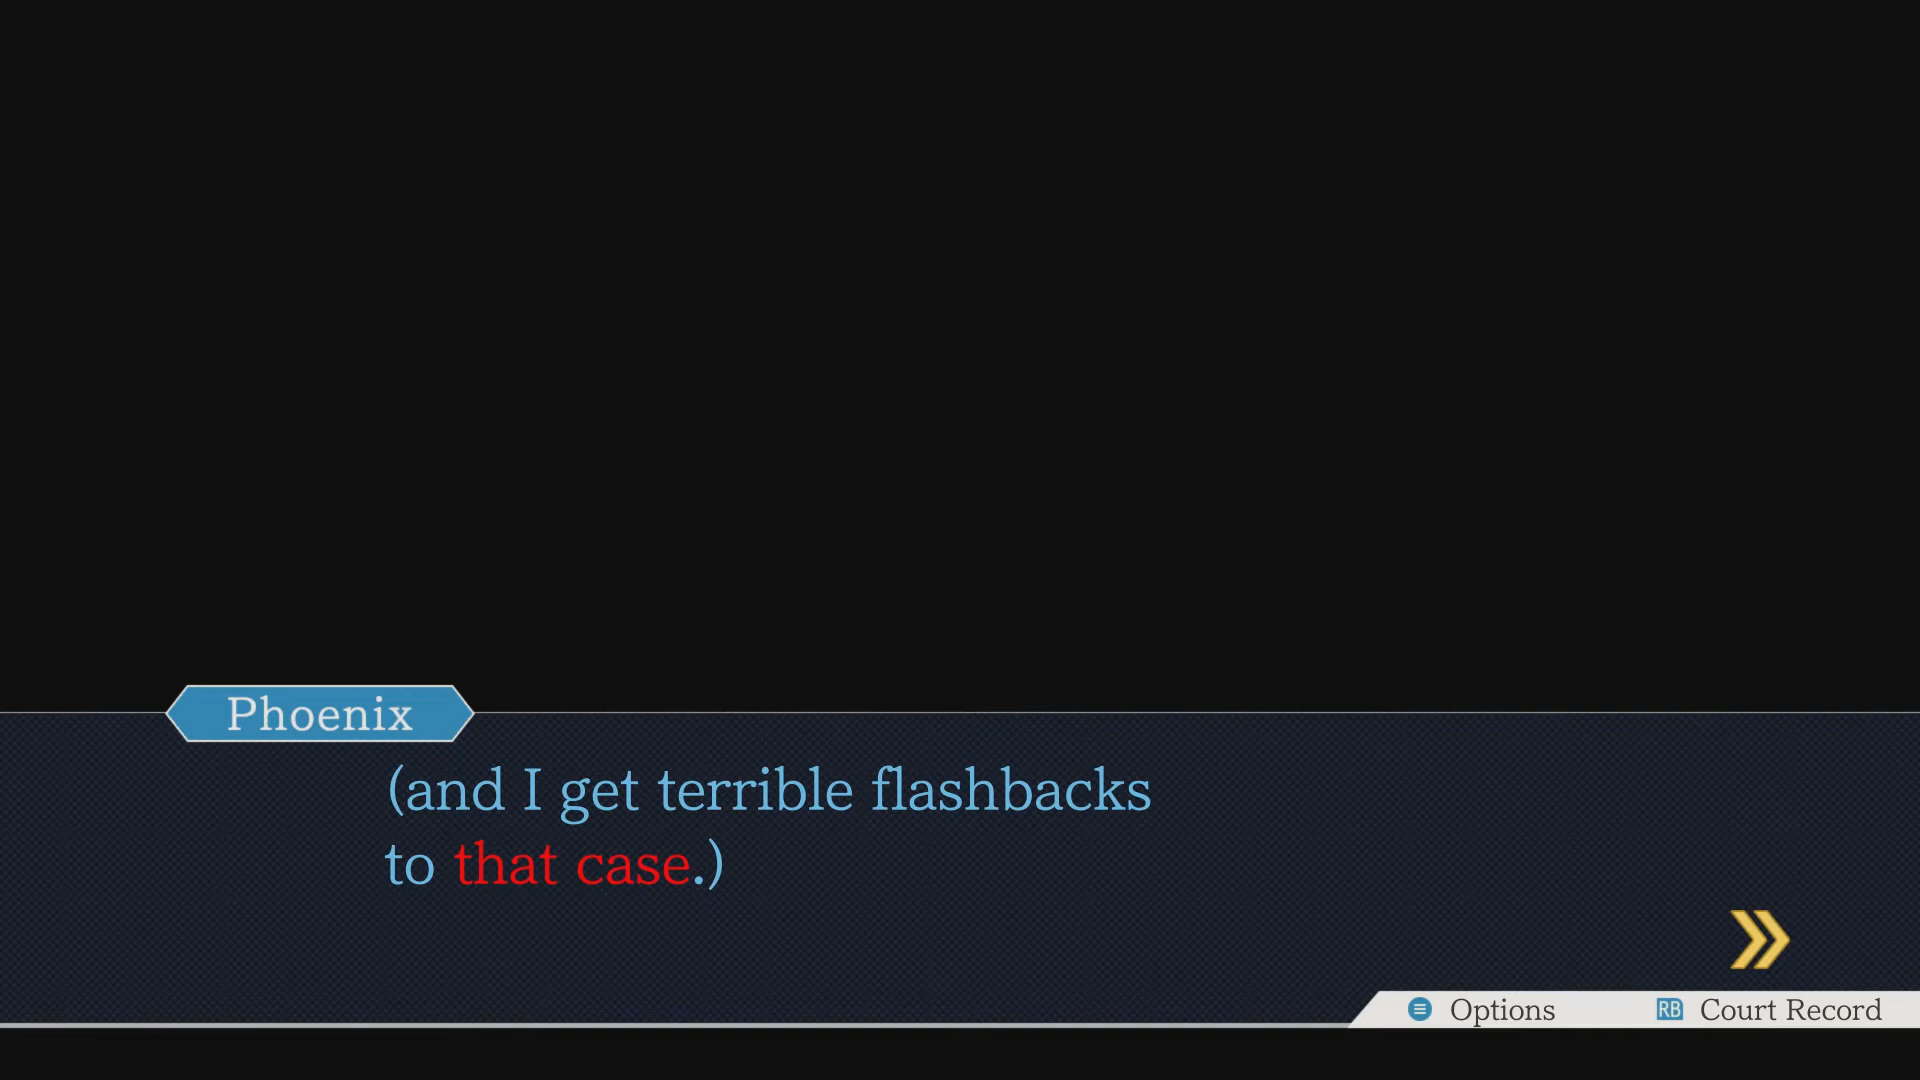 Phoenix
(and I get terrible flashbacks
to that case.)
Options
RB Court Record